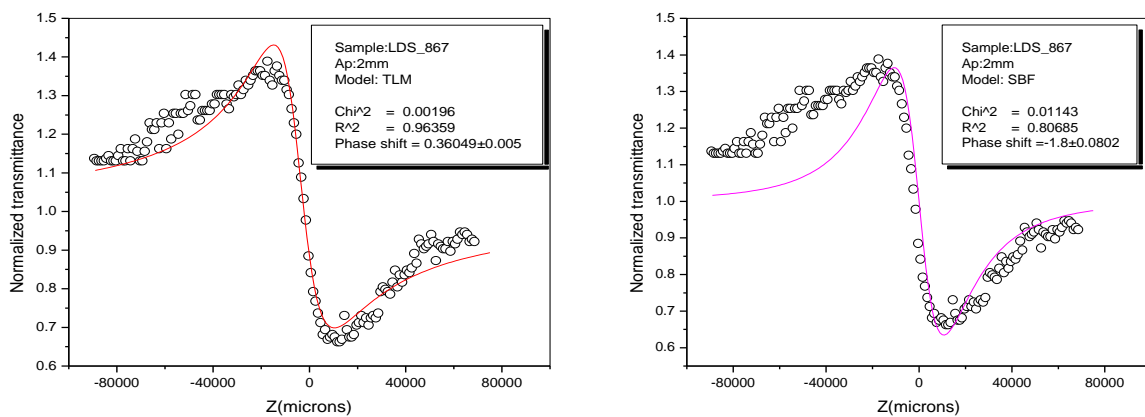 1.5
1.4
1.3
1.2
1.1
1.0
0.9
0.8
0.7
0.6
Normalized transmittance
Sample:LDS_867
Ap:2mm
Model: TLM
Chi^2 = 0.00196
R^2 = 0.96359
Phase shift = 0.36049±0.005
-80000 -40000 0 40000 80000
Z(microns)
1.5
1.4
1.3
1.2
1.1
1.0
0.9
0.8
0.7
0.6
0.5
Normalized transmittance
Sample:LDS_867
Ap:2mm
Model: SBF
Chi^2 = 0.01143
R^2 = 0.80685
Phase shift =-1.8±0.0802
-80000 -40000 0 40000 80000
Z(microns)